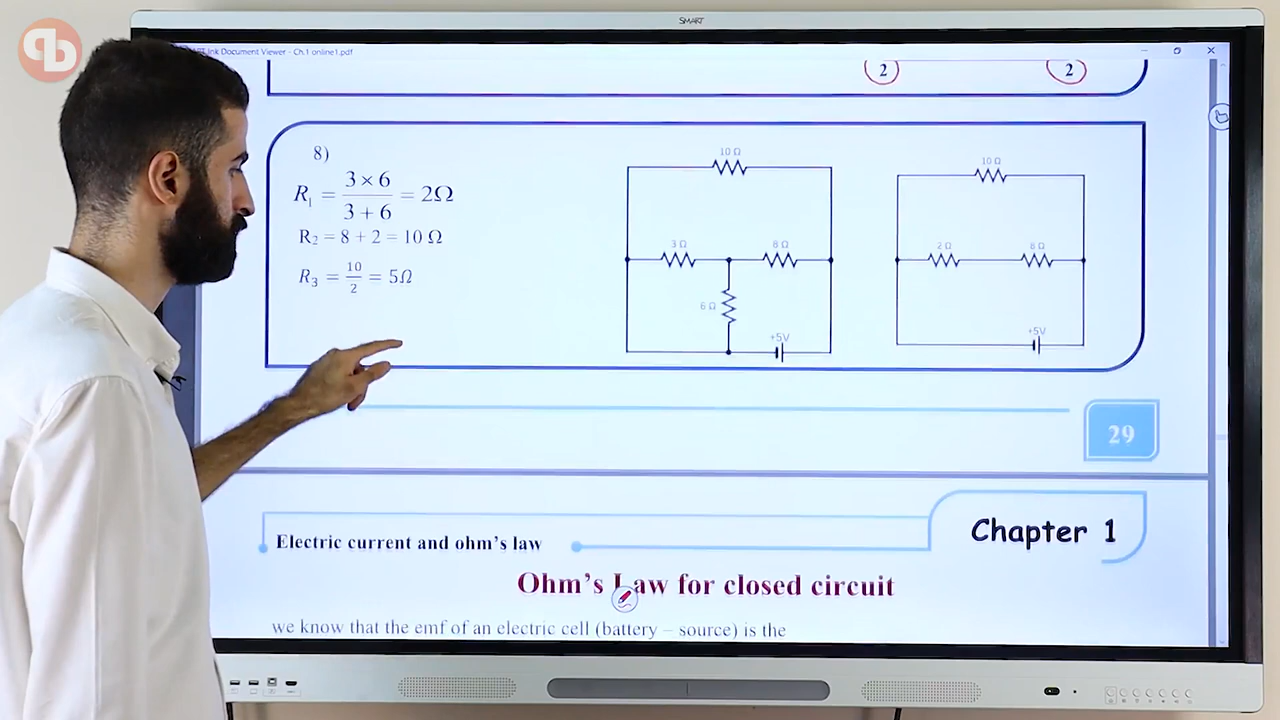 SMART
Ink Document Viewer - Ch.1 online1.pdf
2
2
8)
R₁ = 3 × 6 / 3 + 6 = 2Ω
R₂ = 8 + 2 = 10 Ω
R₃ = 10 / 2 = 5Ω
10 Ω
3 Ω
8 Ω
6 Ω
+5V
10 Ω
2 Ω
8 Ω
+5V
29
Chapter 1
Electric current and ohm's law
Ohm's Law for closed circuit
we know that the emf of an electric cell (battery – source) is the